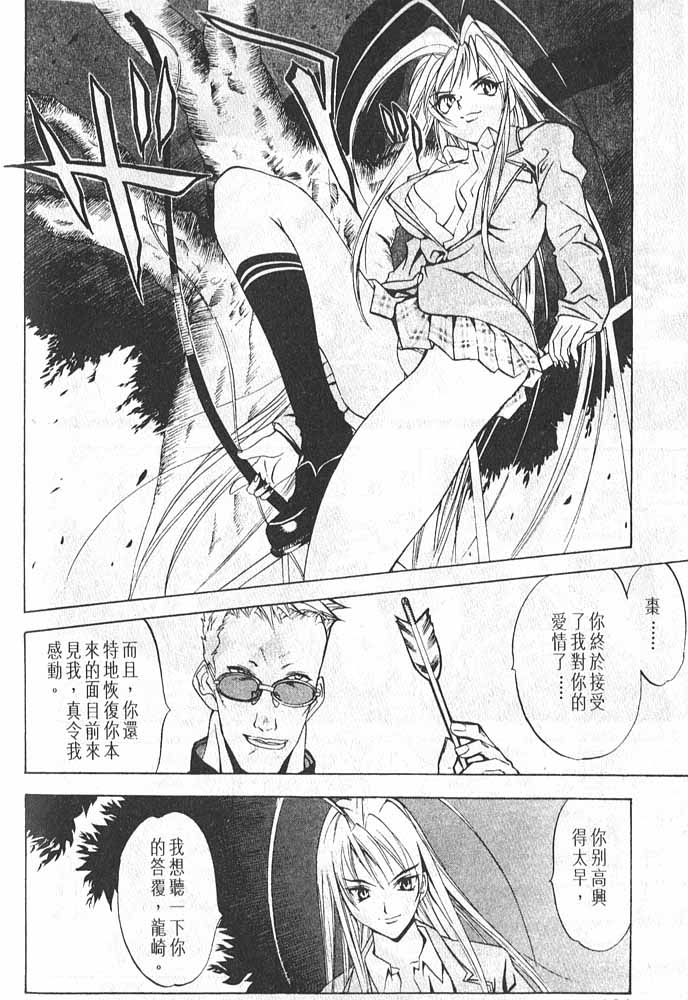 ザァ
棗……
你終於接受
了我對你的
愛情了……
而且，你還
特地恢復你本
來的面目前來
見我，真令我
感動。
你別高興
得太早，
我想聽一下你
的答覆，龍崎。